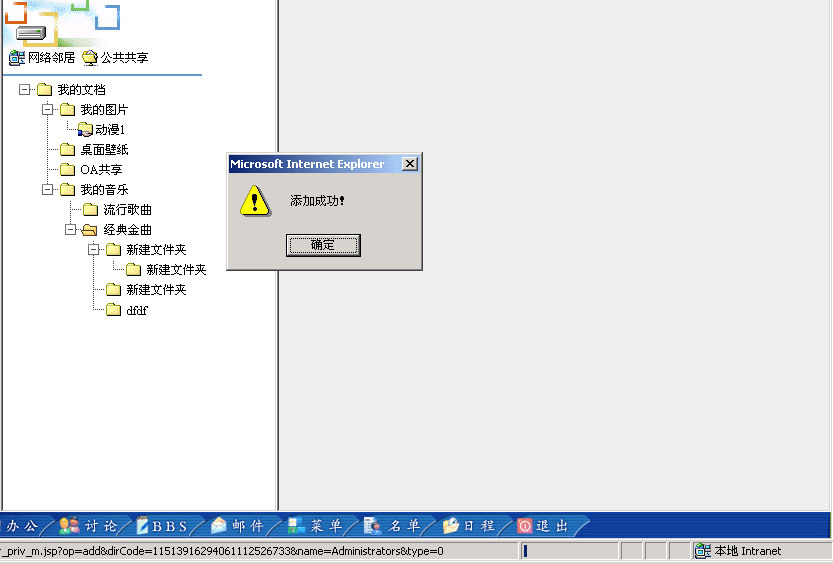 网络邻居 公共共享
我的文档
我的图片
动漫1
桌面壁纸
OA共享
我的音乐
流行歌曲
经典金曲
新建文件夹
新建文件夹
新建文件夹
dfdf
Microsoft Internet Explorer
添加成功!
确定
办公 讨论 BBS 邮件 菜单 名单 日程 退出
r_priv_m.jsp?op=add&dirCode=11513916294061112526733&name=Administrators&type=0 本地 Intranet